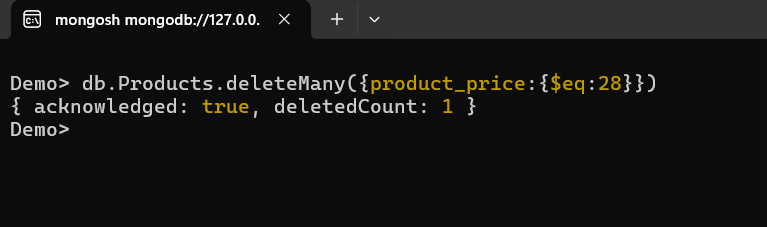 mongosh mongodb://127.0.0.
Demo> db.Products.deleteMany({product_price:{$eq:28}})
{ acknowledged: true, deletedCount: 1 }
Demo>